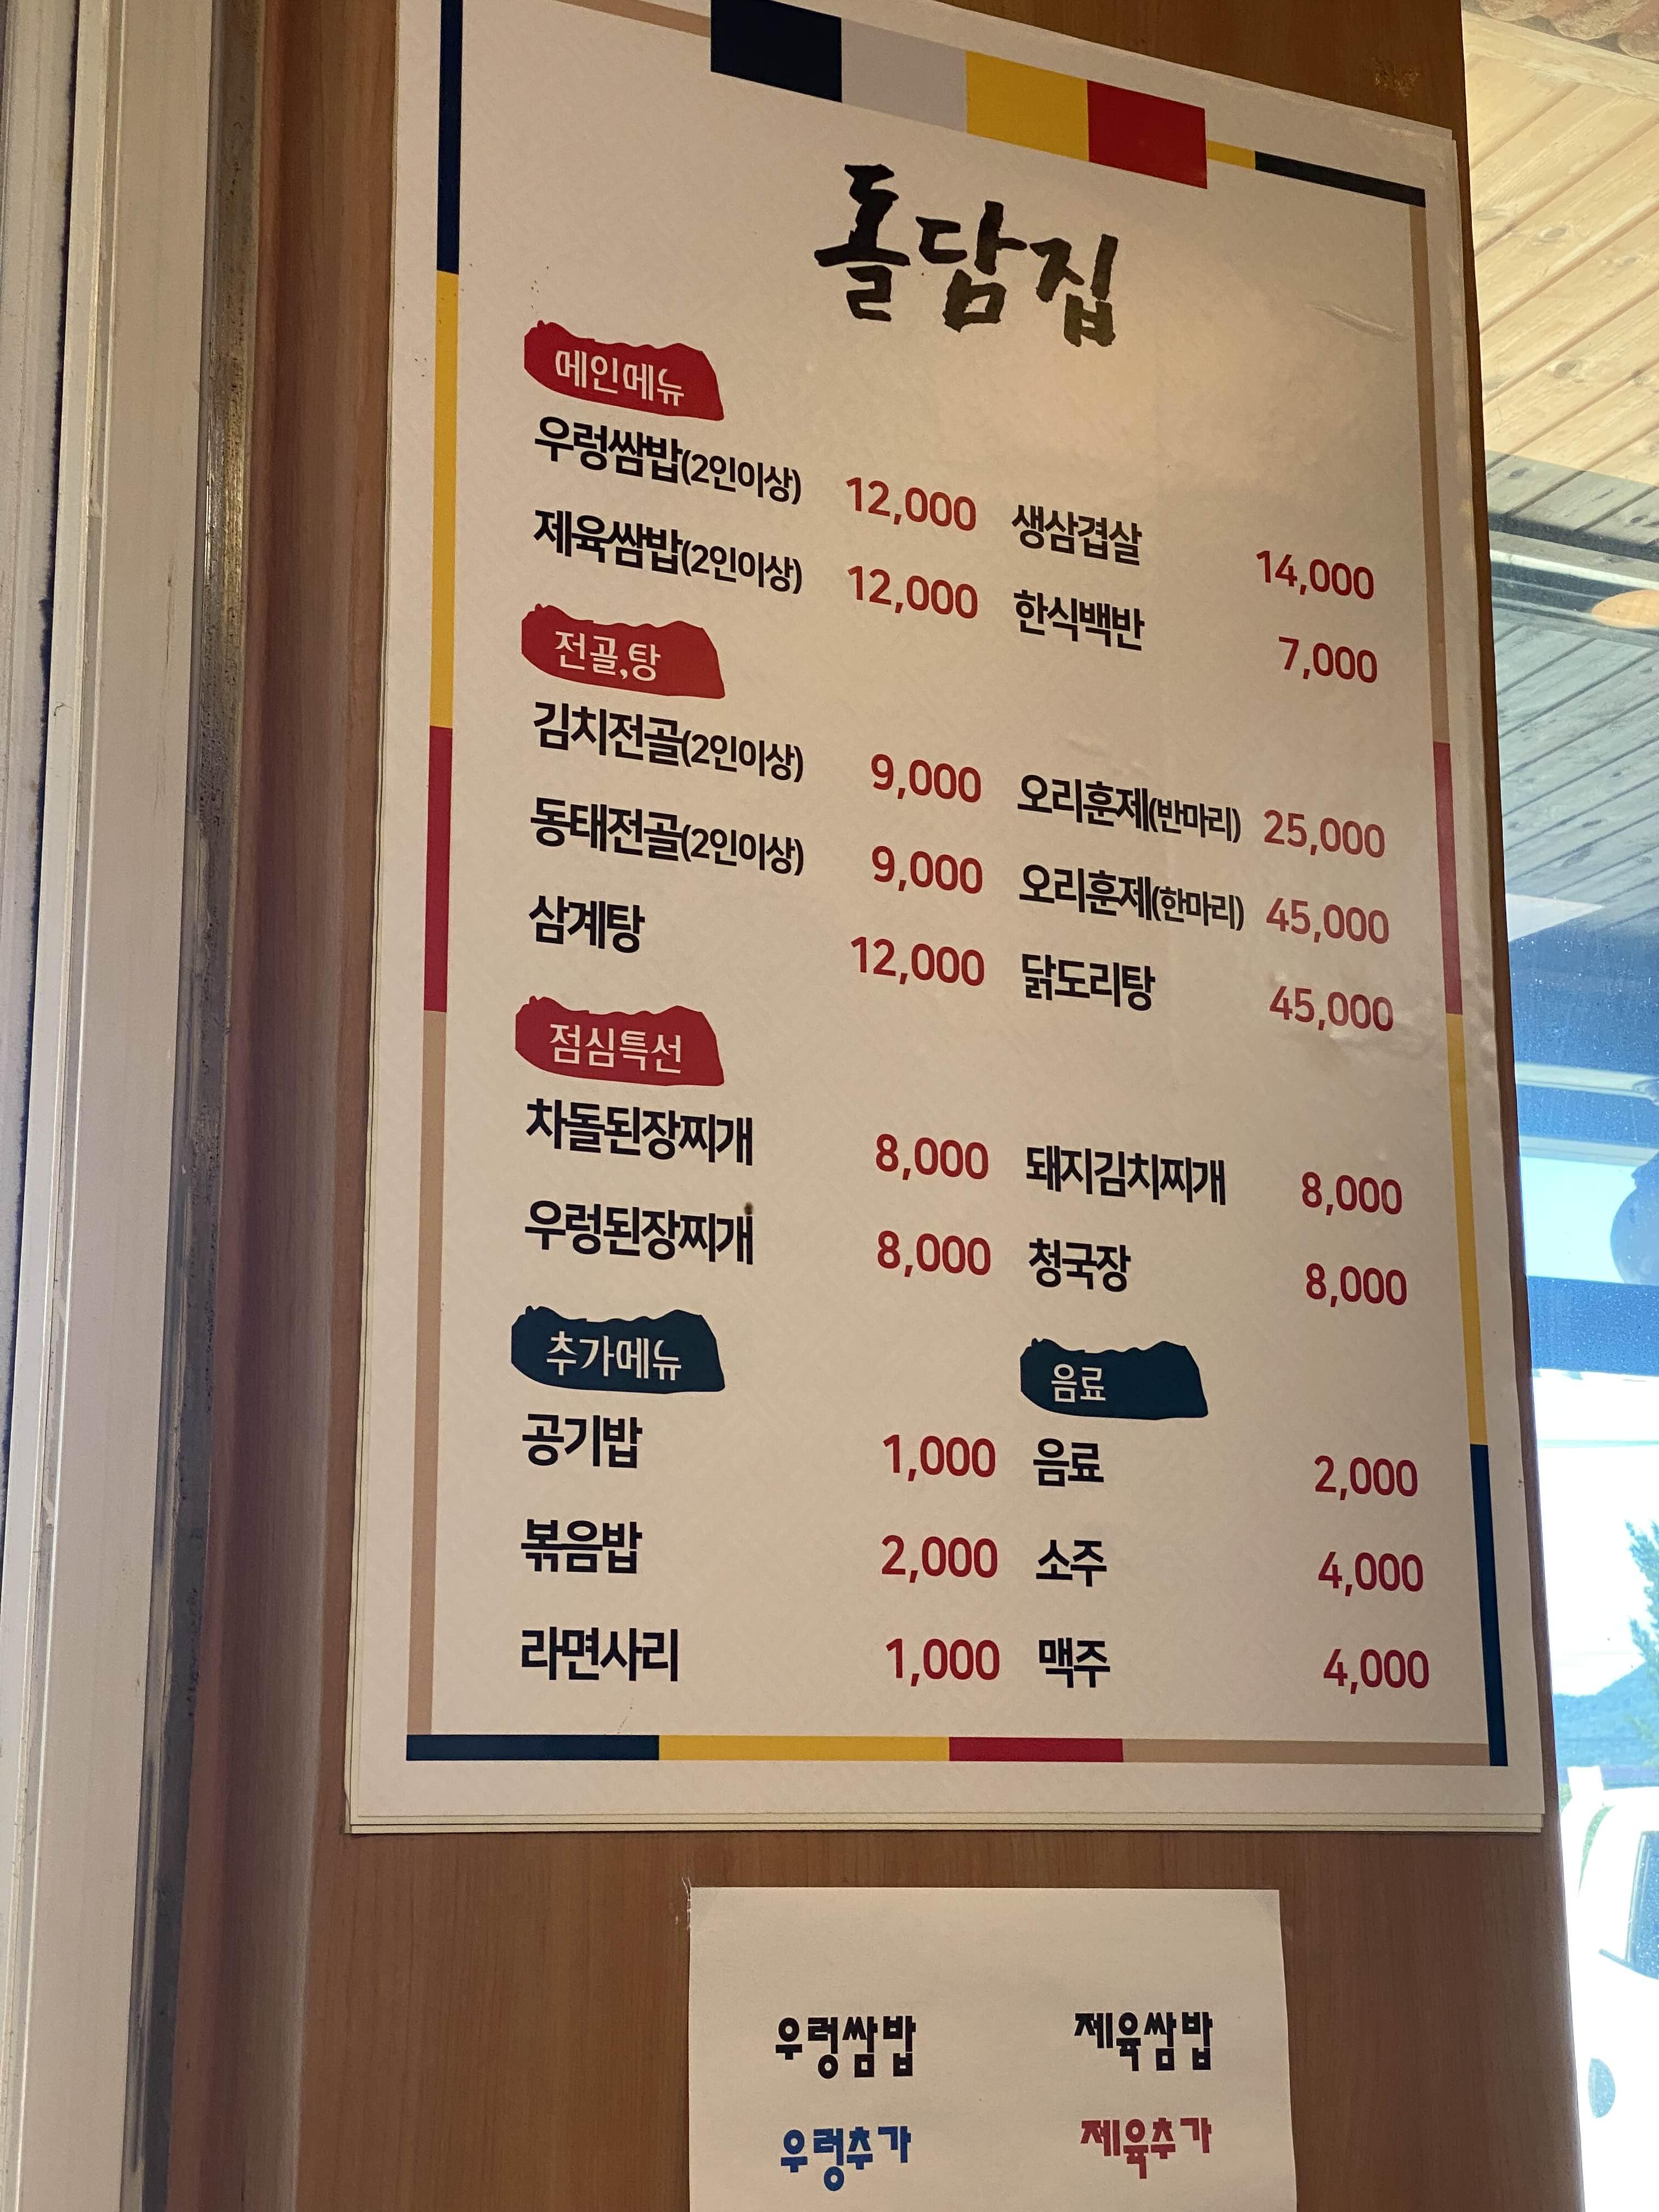 돌담집
메인메뉴
우렁쌈밥(2인이상) 12,000 생삼겹살 14,000
제육쌈밥(2인이상) 12,000 한식백반 7,000
전골,탕
김치전골(2인이상) 9,000 오리훈제(반마리) 25,000
동태전골(2인이상) 9,000 오리훈제(한마리) 45,000
삼계탕 12,000 닭도리탕 45,000
점심특선
차돌된장찌개 8,000 돼지김치찌개 8,000
우렁된장찌개 8,000 청국장 8,000
추가메뉴 음료
공기밥 1,000 음료 2,000
볶음밥 2,000 소주 4,000
라면사리 1,000 맥주 4,000
우렁쌈밥 제육쌈밥
우렁추가 제육추가